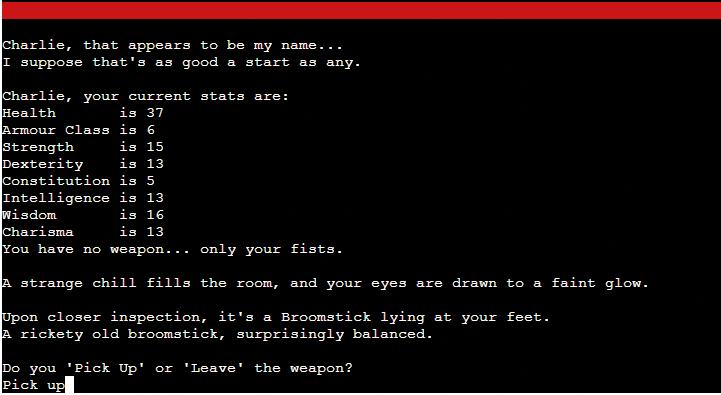 Charlie, that appears to be my name...
I suppose that's as good a start as any.
Charlie, your current stats are:
Health       is 37
Armour Class is 6
Strength     is 15
Dexterity    is 13
Constitution is 5
Intelligence is 13
Wisdom       is 16
Charisma     is 13
You have no weapon... only your fists.
A strange chill fills the room, and your eyes are drawn to a faint glow.
Upon closer inspection, it's a Broomstick lying at your feet.
A rickety old broomstick, surprisingly balanced.
Do you 'Pick Up' or 'Leave' the weapon?
Pick up